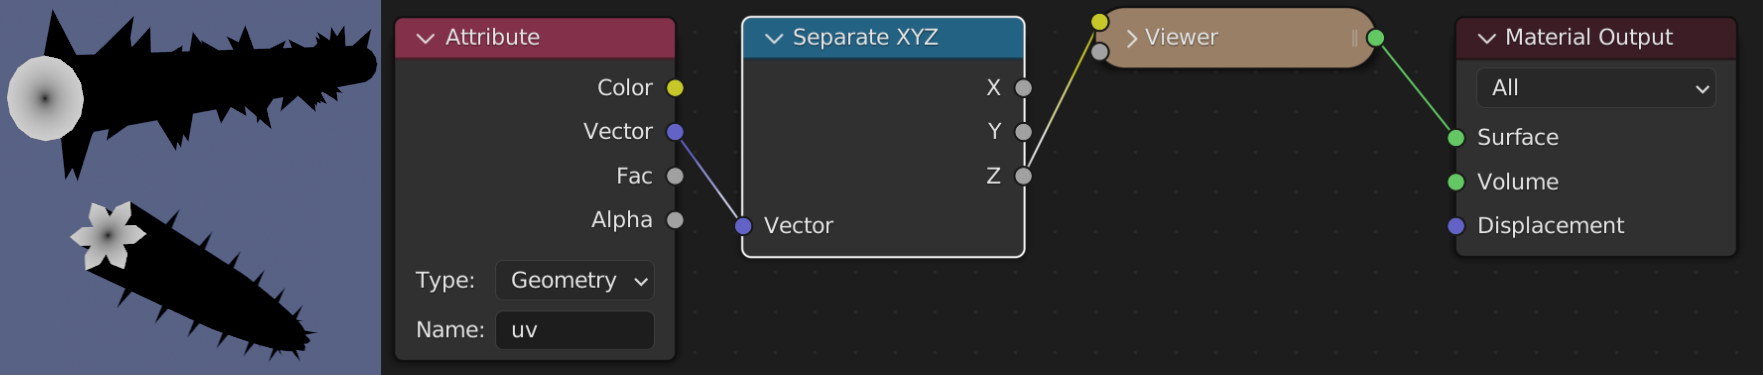 Attribute
Color
Vector
Fac
Alpha
Type: Geometry
Name: uv
Separate XYZ
X
Y
Z
Vector
Viewer
Material Output
All
Surface
Volume
Displacement